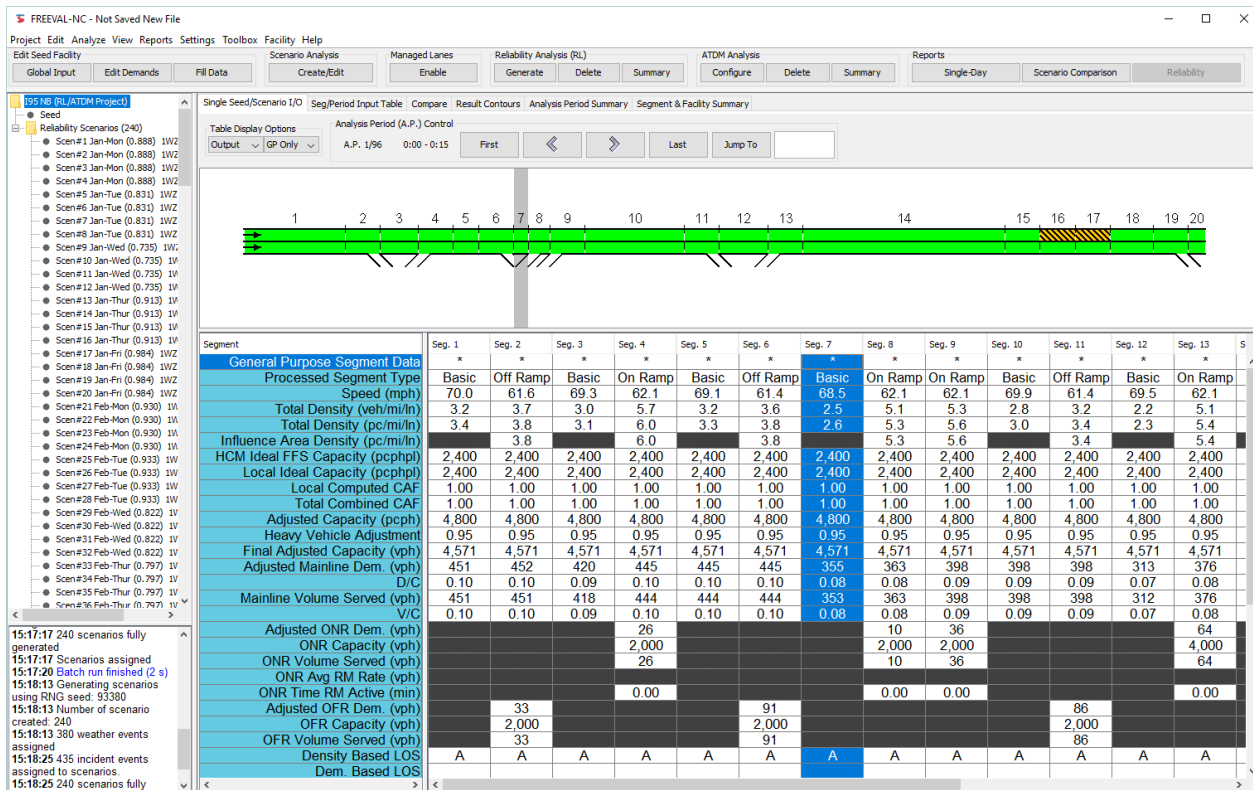 FREEVAL-NC - Not Saved New File
Project Edit Analyze View Reports Settings Toolbox Facility Help
Edit Seed Facility Scenario Analysis Managed Lanes Reliability Analysis (RL) ATDM Analysis Reports
Global Input Edit Demands Fill Data Create/Edit Enable Generate Delete Summary Configure Delete Summary Single-Day Scenario Comparison Reliability
I95 NB (RL/ATDM Project)
Seed
Reliability Scenarios (240)
Scen#1 Jan-Mon (0.888) 1WZ
Scen#2 Jan-Mon (0.888) 1WZ
Scen#3 Jan-Mon (0.888) 1WZ
Scen#4 Jan-Mon (0.888) 1WZ
Scen#5 Jan-Tue (0.831) 1WZ
Scen#6 Jan-Tue (0.831) 1WZ
Scen#7 Jan-Tue (0.831) 1WZ
Scen#8 Jan-Tue (0.831) 1WZ
Scen#9 Jan-Wed (0.735) 1WZ
Scen#10 Jan-Wed (0.735)
Scen#11 Jan-Wed (0.735)
Scen#12 Jan-Wed (0.735)
Scen#13 Jan-Thur (0.913)
Scen#14 Jan-Thur (0.913)
Scen#15 Jan-Thur (0.913)
Scen#16 Jan-Thur (0.913)
Scen#17 Jan-Fri (0.984) 1WZ
Scen#18 Jan-Fri (0.984) 1WZ
Scen#19 Jan-Fri (0.984) 1WZ
Scen#20 Jan-Fri (0.984) 1WZ
Scen#21 Feb-Mon (0.930)
Scen#22 Feb-Mon (0.930)
Scen#23 Feb-Mon (0.930)
Scen#24 Feb-Mon (0.930)
Scen#25 Feb-Tue (0.933)
Scen#26 Feb-Tue (0.933)
Scen#27 Feb-Tue (0.933)
Scen#28 Feb-Tue (0.933)
Scen#29 Feb-Wed (0.822)
Scen#30 Feb-Wed (0.822)
Scen#31 Feb-Wed (0.822)
Scen#32 Feb-Wed (0.822)
Scen#33 Feb-Thur (0.797)
Scen#34 Feb-Thur (0.797)
Scen#35 Feb-Thur (0.797)
Scen#36 Feb-Thur (0.797)
15:17:17 240 scenarios fully
generated
15:17:17 Scenarios assigned
15:17:20 Batch run finished (2 s)
15:18:13 Generating scenarios
using RNG seed: 93380
15:18:13 Number of scenario
created: 240
15:18:13 380 weather events
assigned
15:18:25 435 incident events
assigned to scenarios.
15:18:25 240 scenarios fully
Single Seed/Scenario I/O Seg/Period Input Table Compare Result Contours Analysis Period Summary Segment & Facility Summary
Table Display Options Analysis Period (A.P.) Control
Output GP Only A.P. 1/96 0:00 - 0:15 First Last Jump To
1 2 3 4 5 6 7 8 9 10 11 12 13 14 15 16 17 18 19 20
Segment Seg. 1 Seg. 2 Seg. 3 Seg. 4 Seg. 5 Seg. 6 Seg. 7 Seg. 8 Seg. 9 Seg. 10 Seg. 11 Seg. 12 Seg. 13 S
General Purpose Segment Data * * * * * * * * * * * * *
Processed Segment Type Basic Off Ramp Basic On Ramp Basic Off Ramp Basic On Ramp On Ramp Basic Off Ramp Basic On Ramp
Speed (mph) 70.0 61.6 69.3 62.1 69.1 61.4 68.5 62.1 62.1 69.9 61.4 69.5 62.1
Total Density (veh/mi/ln) 3.2 3.7 3.0 5.7 3.2 3.6 2.5 5.1 5.3 2.8 3.2 2.2 5.1
Total Density (pc/mi/ln) 3.4 3.8 3.1 6.0 3.3 3.8 2.6 5.3 5.6 3.0 3.4 2.3 5.4
Influence Area Density (pc/mi/ln) 3.8 6.0 3.8 5.3 5.6 3.4 5.4
HCM Ideal FFS Capacity (pcphpl) 2,400 2,400 2,400 2,400 2,400 2,400 2,400 2,400 2,400 2,400 2,400 2,400 2,400
Local Ideal Capacity (pcphpl) 2,400 2,400 2,400 2,400 2,400 2,400 2,400 2,400 2,400 2,400 2,400 2,400 2,400
Local Computed CAF 1.00 1.00 1.00 1.00 1.00 1.00 1.00 1.00 1.00 1.00 1.00 1.00 1.00
Total Combined CAF 1.00 1.00 1.00 1.00 1.00 1.00 1.00 1.00 1.00 1.00 1.00 1.00 1.00
Adjusted Capacity (pcph) 4,800 4,800 4,800 4,800 4,800 4,800 4,800 4,800 4,800 4,800 4,800 4,800 4,800
Heavy Vehicle Adjustment 0.95 0.95 0.95 0.95 0.95 0.95 0.95 0.95 0.95 0.95 0.95 0.95 0.95
Final Adjusted Capacity (vph) 4,571 4,571 4,571 4,571 4,571 4,571 4,571 4,571 4,571 4,571 4,571 4,571 4,571
Adjusted Mainline Dem. (vph) 451 452 420 445 445 445 355 363 398 398 398 313 376
D/C 0.10 0.10 0.09 0.10 0.10 0.10 0.08 0.08 0.09 0.09 0.09 0.07 0.08
Mainline Volume Served (vph) 451 451 418 444 444 444 353 363 398 398 398 312 376
V/C 0.10 0.10 0.09 0.10 0.10 0.10 0.08 0.08 0.09 0.09 0.09 0.07 0.08
Adjusted ONR Dem. (vph) 26 10 36 64
ONR Capacity (vph) 2,000 2,000 2,000 4,000
ONR Volume Served (vph) 26 10 36 64
ONR Avg RM Rate (vph)
ONR Time RM Active (min) 0.00 0.00 0.00 0.00
Adjusted OFR Dem. (vph) 33 91 86
OFR Capacity (vph) 2,000 2,000 2,000
OFR Volume Served (vph) 33 91 86
Density Based LOS A A A A A A A A A A A A A
Dem. Based LOS